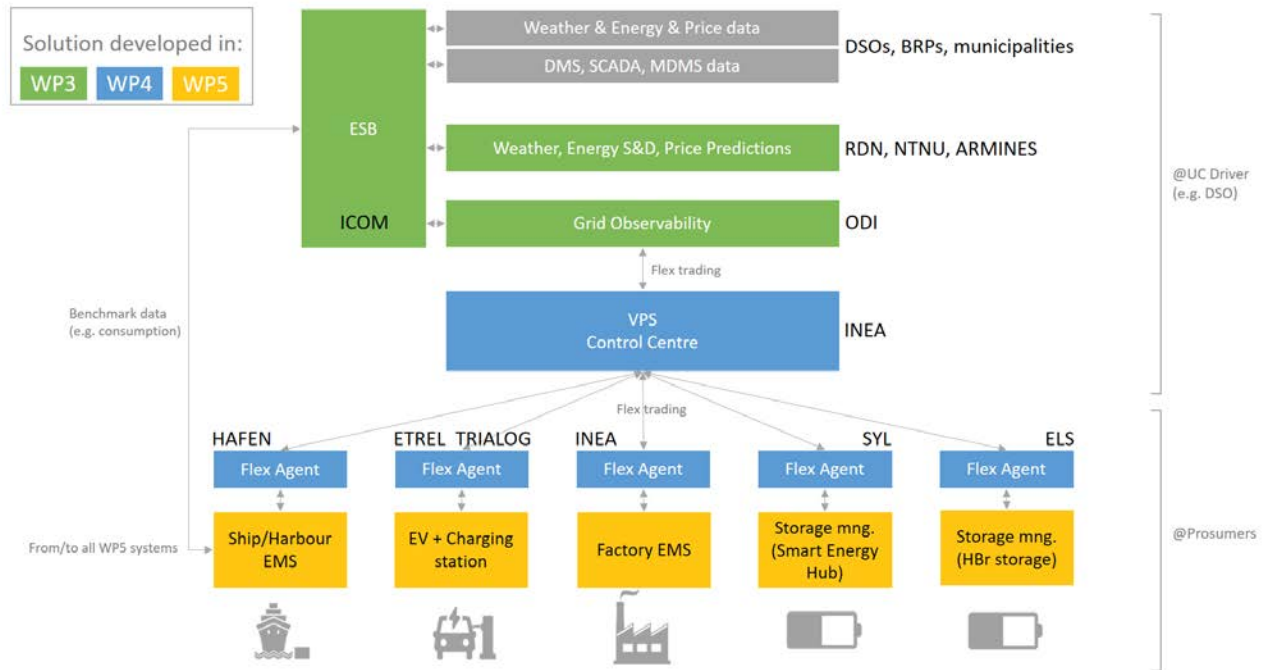 Solution developed in:
WP3 WP4 WP5
Weather & Energy & Price data
DMS, SCADA, MDMS data
DSOs, BRPs, municipalities
ESB
Weather, Energy S&D, Price Predictions
RDN, NTNU, ARMINES
@UC Driver
(e.g. DSO)
ICOM
Grid Observability
ODI
Flex trading
Benchmark data
(e.g. consumption)
VPS
Control Centre
INEA
Flex trading
HAFEN
ETREL TRIALOG
INEA
SYL
ELS
Flex Agent
Flex Agent
Flex Agent
Flex Agent
Flex Agent
From/to all WP5 systems
Ship/Harbour
EMS
EV + Charging
station
Factory EMS
Storage mng.
(Smart Energy
Hub)
Storage mng.
(HBr storage)
@Prosumers